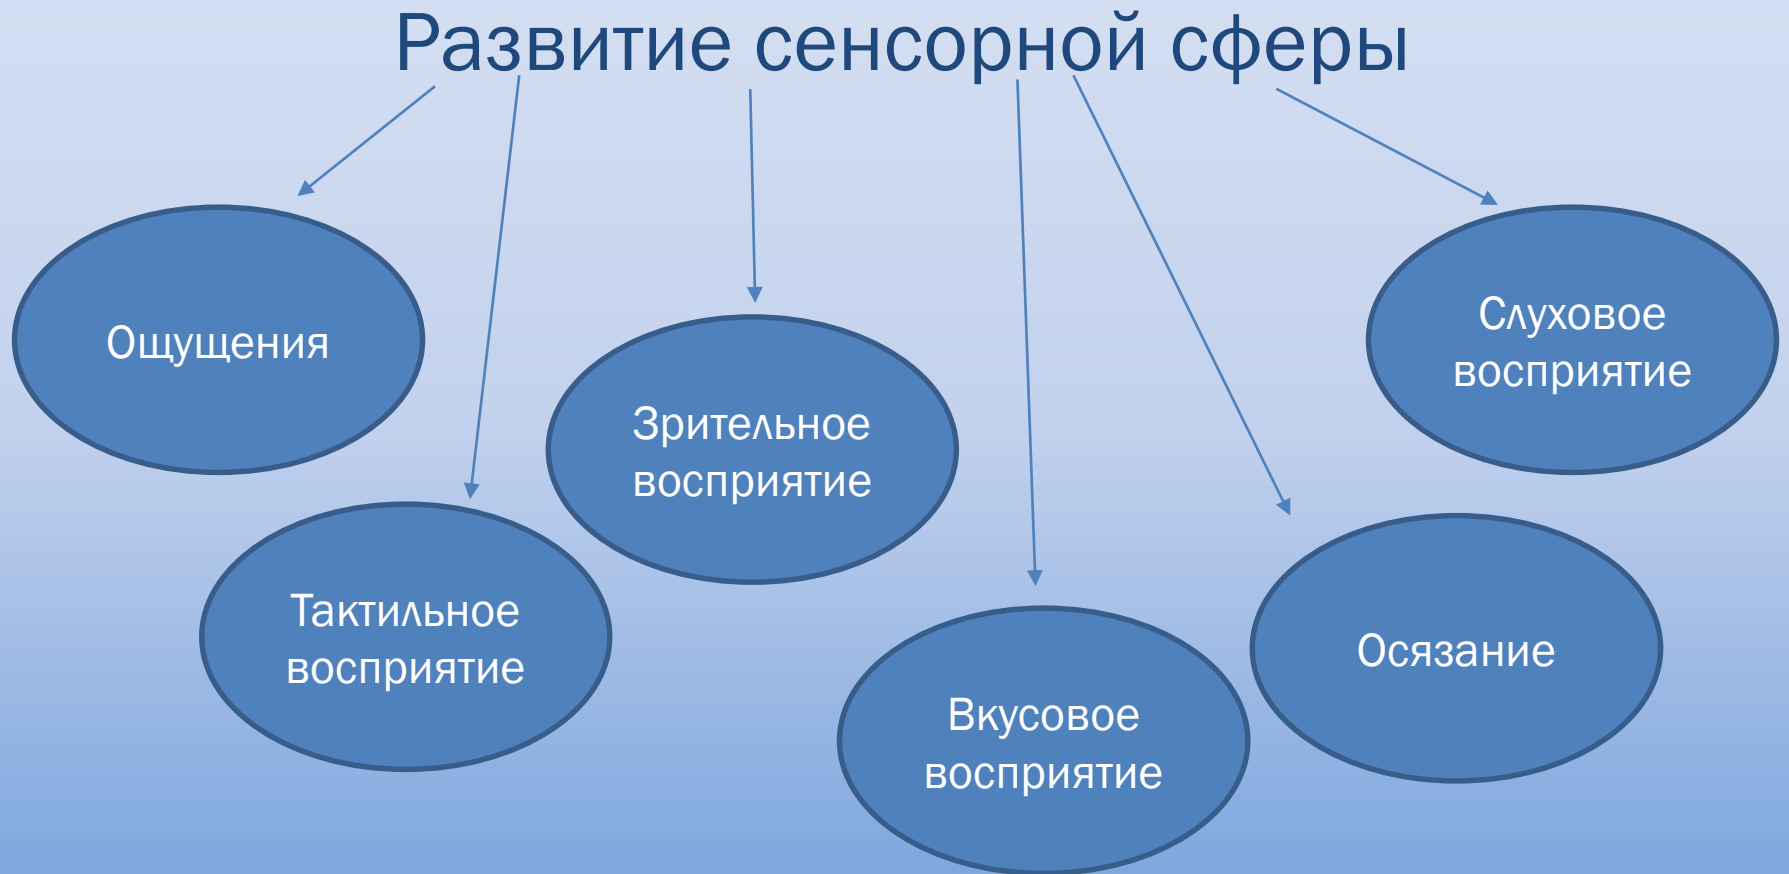 Развитие сенсорной сферы
Ощущения
Тактильное
восприятие
Зрительное
восприятие
Вкусовое
восприятие
Осязание
Слуховое
восприятие